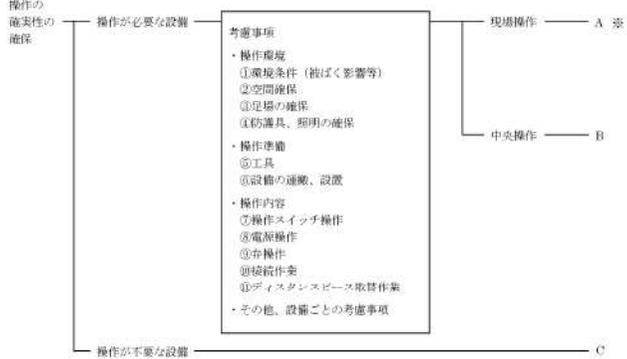 操作の
確実性の
確保
操作が必要な設備
考慮事項
・操作環境
①環境条件（被ばく影響等）
②空間確保
③足場の確保
④防護具、照明の確保
・操作準備
⑤工具
⑥設備の運搬、設置
・操作内容
⑦操作スイッチ操作
⑧電源操作
⑨弁操作
⑩接続作業
⑪ディスタンスピース取替作業
・その他、設備ごとの考慮事項
現場操作
A ※
中央操作
B
操作が不要な設備
C